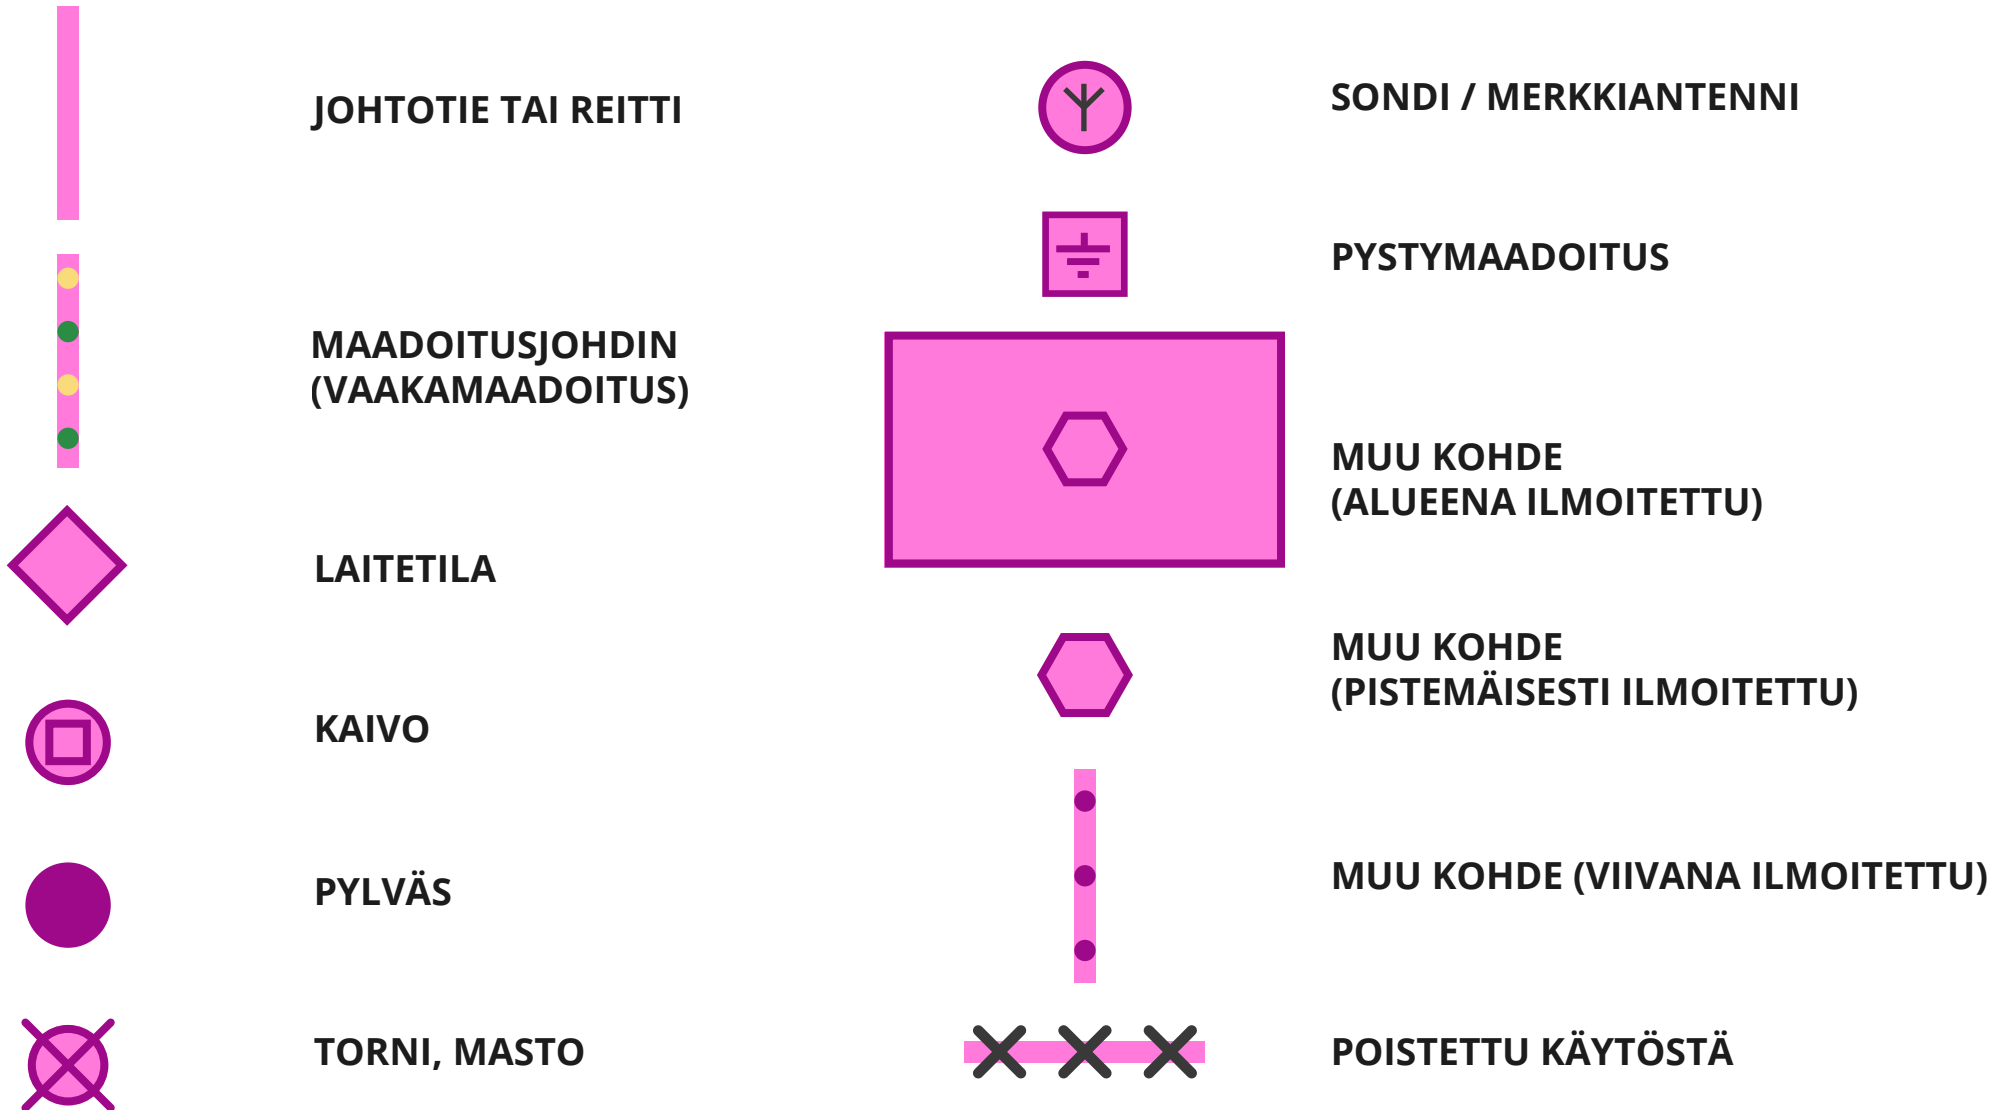 JOHTOTIE TAI REITTI
MAADOITUSJOHDIN
(VAAKAMAADOITUS)
LAITETILA
KAIVO
PYLVÄS
TORNI, MASTO
SONDI / MERKKIANTENNI
PYSTYMAADOITUS
MUU KOHDE
(ALUEENA ILMOITETTU)
MUU KOHDE
(PISTEMÄISESTI ILMOITETTU)
MUU KOHDE (VIIVANA ILMOITETTU)
POISTETTU KÄYTÖSTÄ